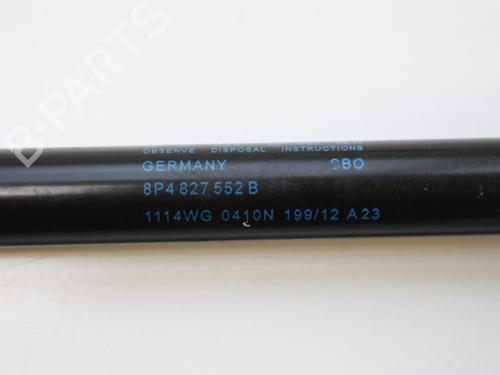 OBSERVE DISPOSAL INSTRUCTIONS
GERMANY SBO
8P4 827 552 B
1114WG 0410N 199/12 A23
B-PARTS